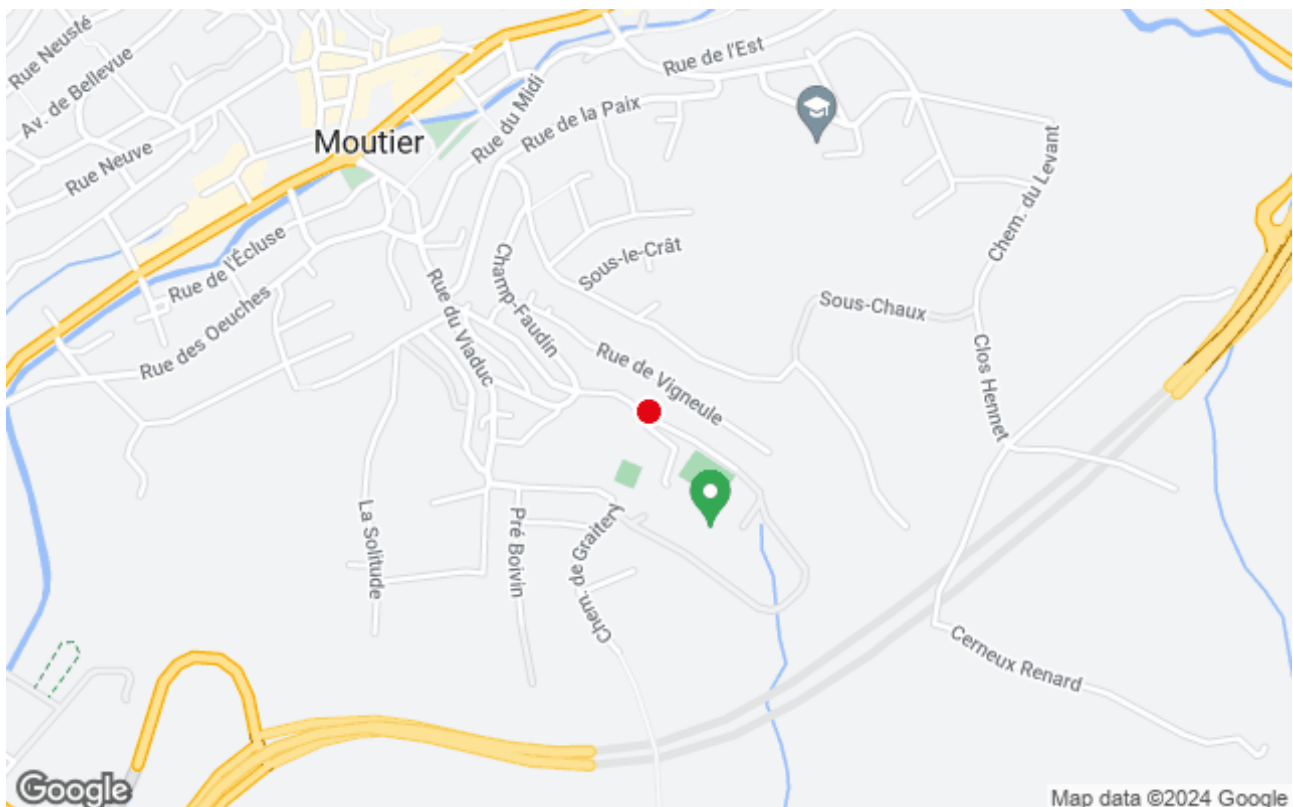 Rue Neusté
Av. de Bellevue
Rue Neuve
Moutier
Rue du Midi
Rue de l'Est
Rue de la Paix
Chem. du Levant
Rue de l'Écluse
Rue des Oeuches
Rue du Viaduc
Champ-Faudin
Sous-le-Crât
Sous-Chaux
Rue de Vigneule
Clos Hennet
La Solitude
Pré Boivin
Chem. de Graitery
Cerneux Renard
Google
Map data ©2024 Google